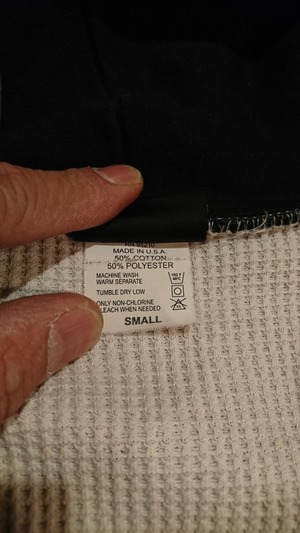 MADE IN U.S.A
50% COTTON
50% POLYESTER
MACHINE WASH
WARM SEPARATE
TUMBLE DRY LOW
ONLY NON-CHLORINE
BLEACH WHEN NEEDED
SMALL